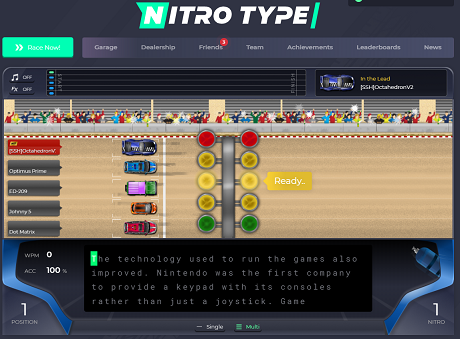 NITRO TYPE
Race Now!
Garage
Dealership
Friends
3
Team
Achievements
Leaderboards
News
OFF
FX OFF
START
In the Lead
[SSH]OctahedronV2
[SSH]OctahedronV
Optimus Prime
ED-209
Johnny 5
Dot Matrix
Ready..
WPM 0
ACC 100 %
The technology used to run the games also
improved. Nintendo was the first company
to provide a keypad with its consoles
rather than just a joystick. Game
1
POSITION
1
NITRO
Single
Multi